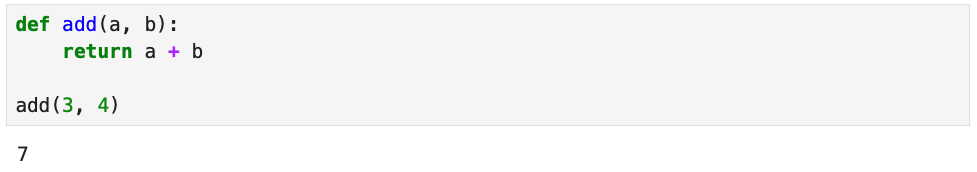 def add(a, b):
    return a + b

add(3, 4)
7